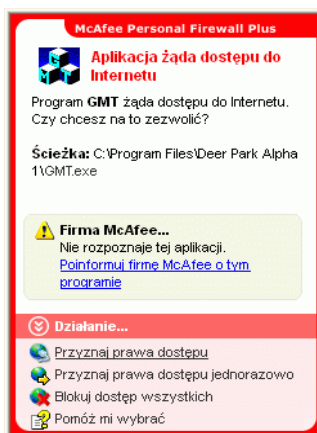 McAfee Personal Firewall Plus
Aplikacja żąda dostępu do
Internetu
Program GMT żąda dostępu do Internetu.
Czy chcesz na to zezwolić?
Ścieżka: C:\Program Files\Deer Park Alpha
1\GMT.exe
Firma McAfee...
Nie rozpoznaje tej aplikacji.
Poinformuj firmę McAfee o tym
programie
Działanie...
Przyznaj prawa dostępu
Przyznaj prawa dostępu jednorazowo
Blokuj dostęp wszystkich
Pomóż mi wybrać